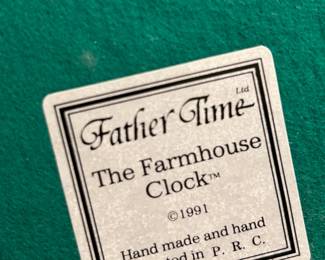 Father Time Ltd
The Farmhouse
Clock™
©1991
Hand made and hand
in P. R. C.